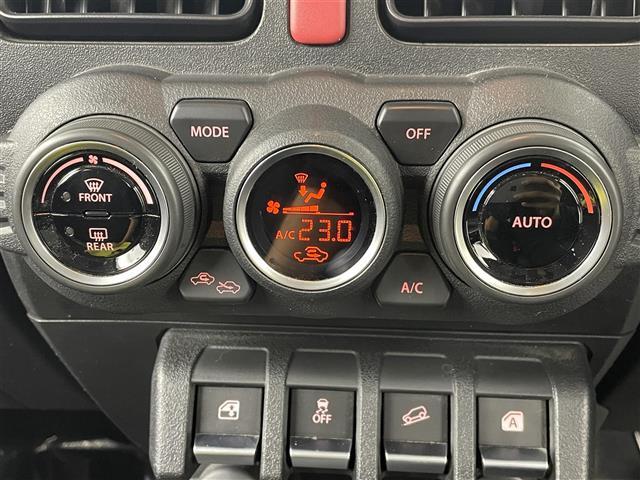 MODE
OFF
FRONT
REAR
A/C 23.0
AUTO
A/C
OFF
A